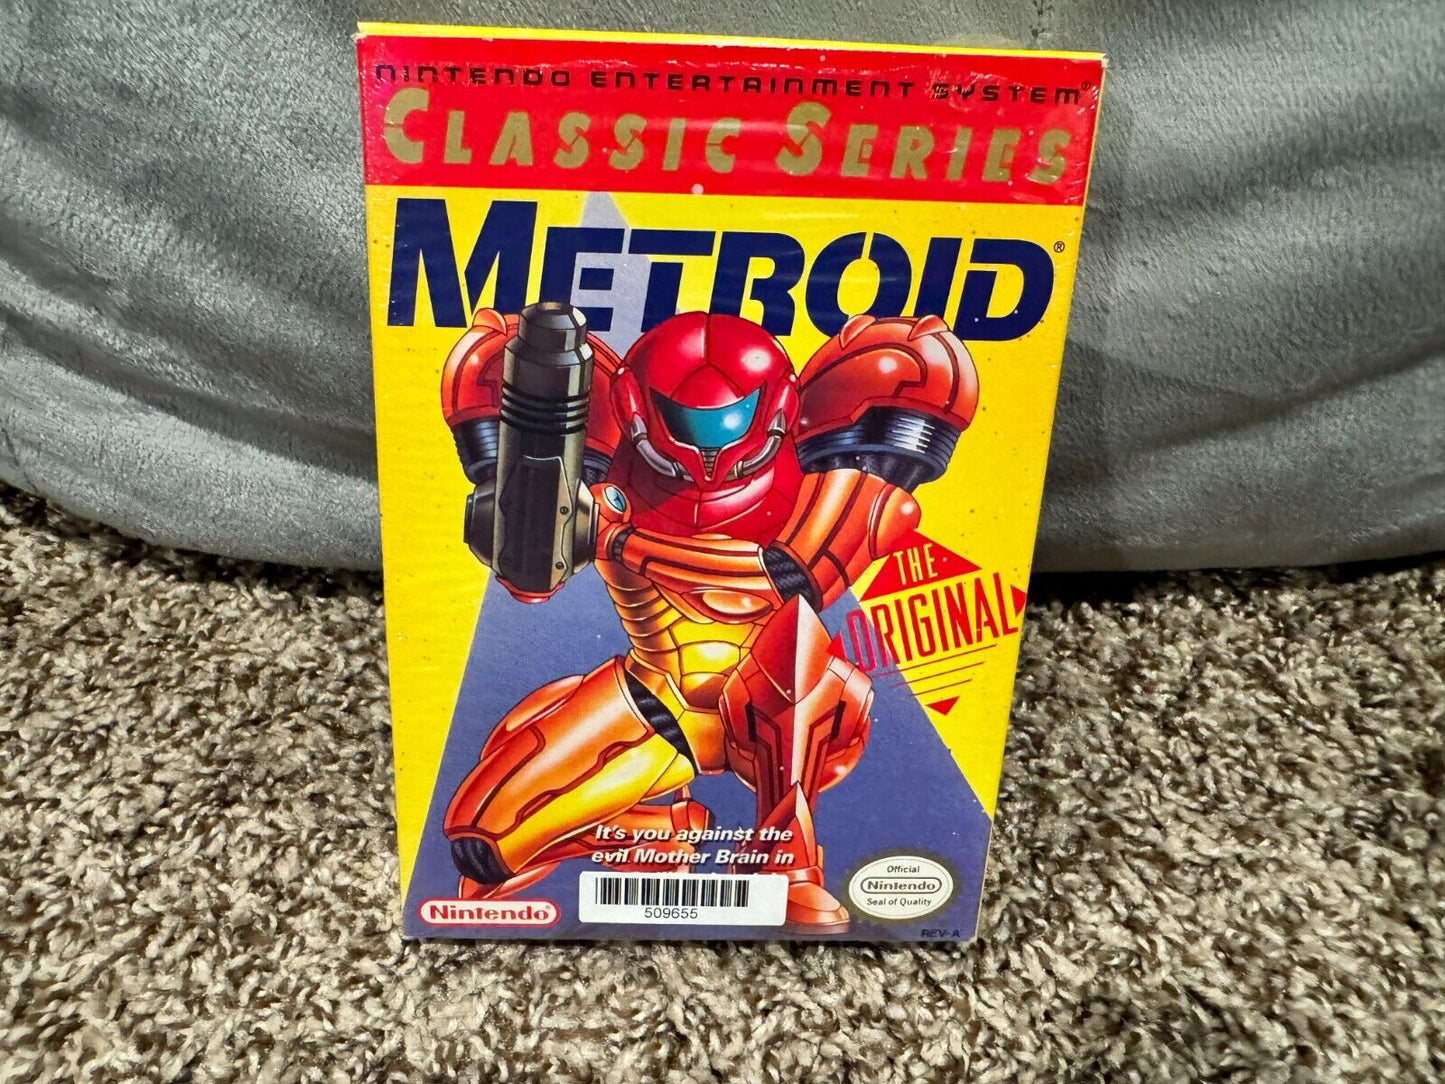 NINTENDO ENTERTAINMENT SYSTEM®
CLASSIC SERIES
METROID®
THE
ORIGINAL
It's you against the
evil Mother Brain in
509655
Nintendo®
Official
Nintendo
Seal of Quality
REV-A